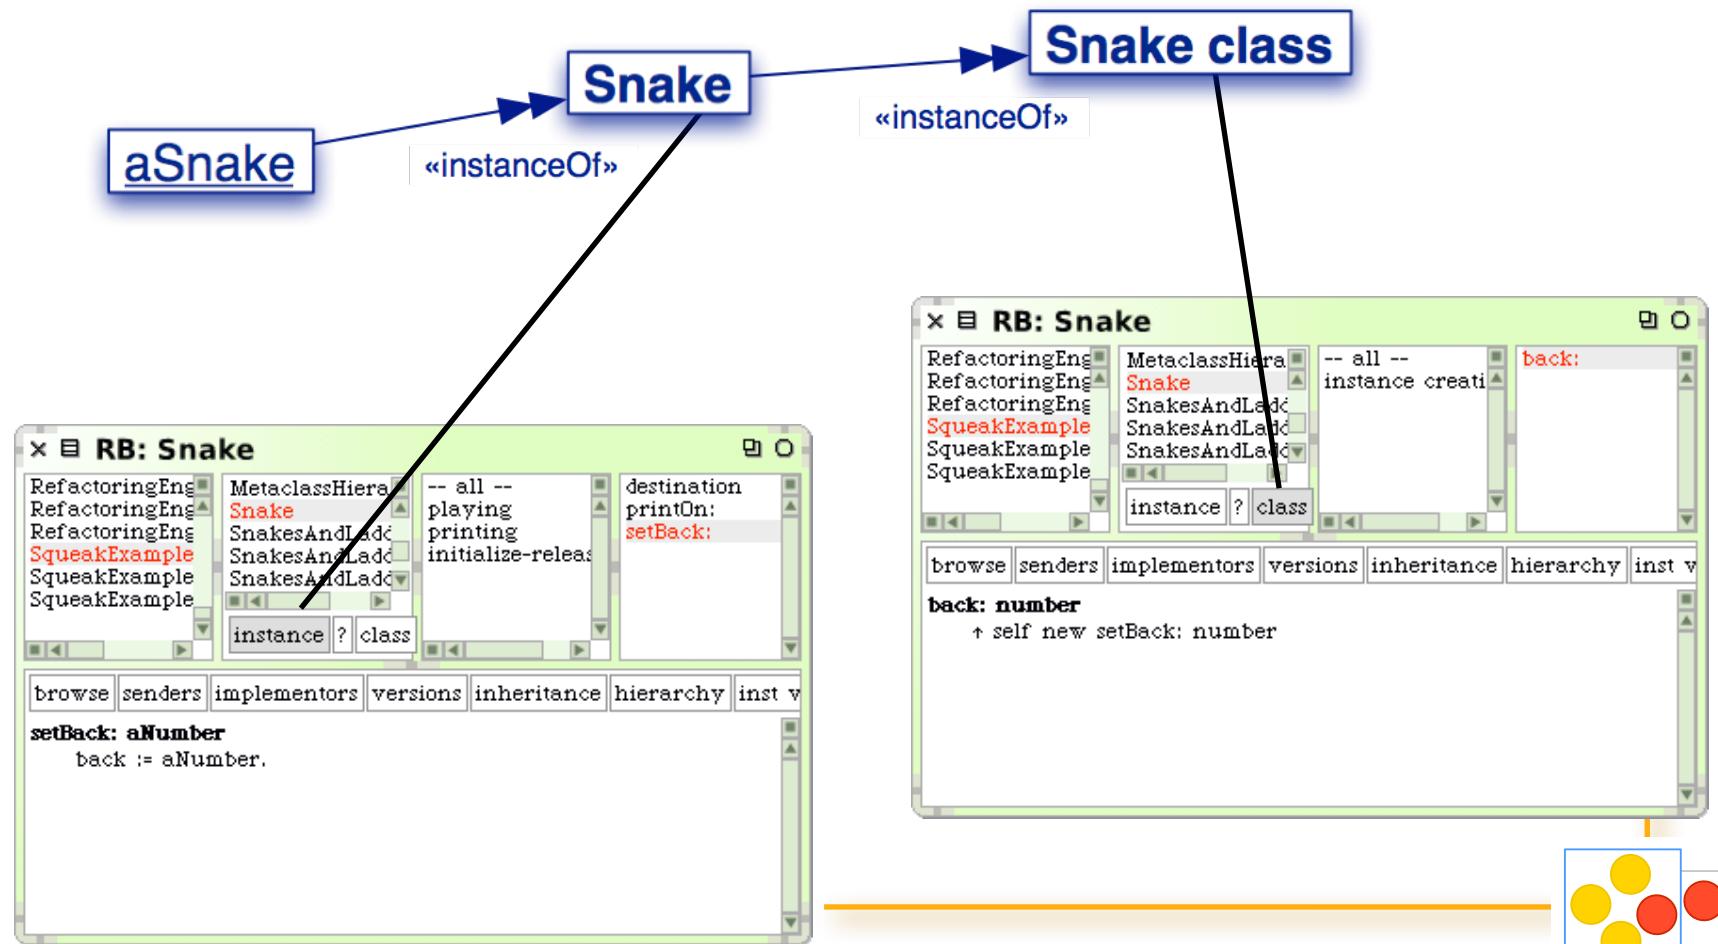 Snake class
Snake
«instanceOf»
aSnake
«instanceOf»
RB: Snake
RefactoringEng
RefactoringEng
RefactoringEng
SqueakExample
SqueakExample
SqueakExample
MetaclassHiera
Snake
SnakesAndLadd
SnakesAndLadd
SnakesAndLadd
instance ? class
-- all --
playing
printing
initialize-releas
destination
printOn:
setBack:
browse senders implementors versions inheritance hierarchy inst v
setBack: aNumber
back := aNumber.
RB: Snake
RefactoringEng
RefactoringEng
RefactoringEng
SqueakExample
SqueakExample
SqueakExample
MetaclassHiera
Snake
SnakesAndLadd
SnakesAndLadd
SnakesAndLadd
instance ? class
-- all --
instance creati
back:
browse senders implementors versions inheritance hierarchy inst v
back: number
↑ self new setBack: number